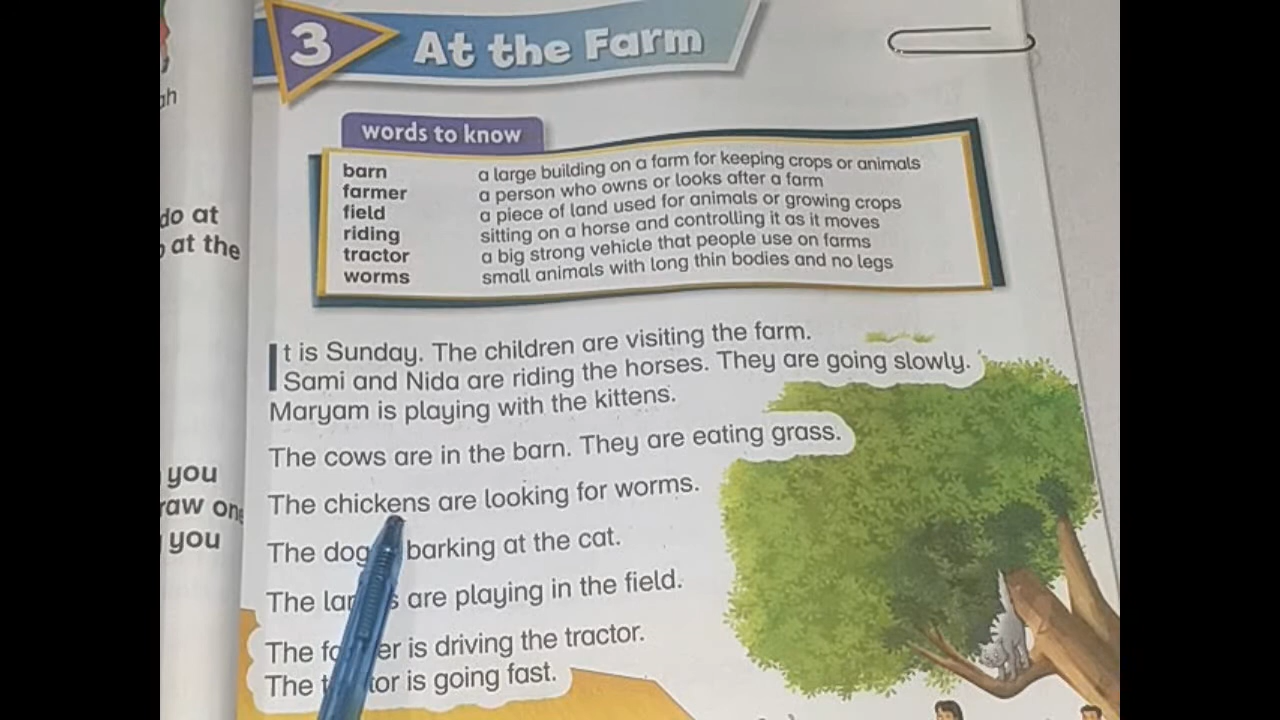 ah
do at
at the
you
raw one
you
3 At the Farm
words to know
barn a large building on a farm for keeping crops or animals
farmer a person who owns or looks after a farm
field a piece of land used for animals or growing crops
riding sitting on a horse and controlling it as it moves
tractor a big strong vehicle that people use on farms
worms small animals with long thin bodies and no legs
It is Sunday. The children are visiting the farm.
Sami and Nida are riding the horses. They are going slowly.
Maryam is playing with the kittens.
The cows are in the barn. They are eating grass.
The chickens are looking for worms.
The dog barking at the cat.
The are playing in the field.
The is driving the tractor.
The is going fast.